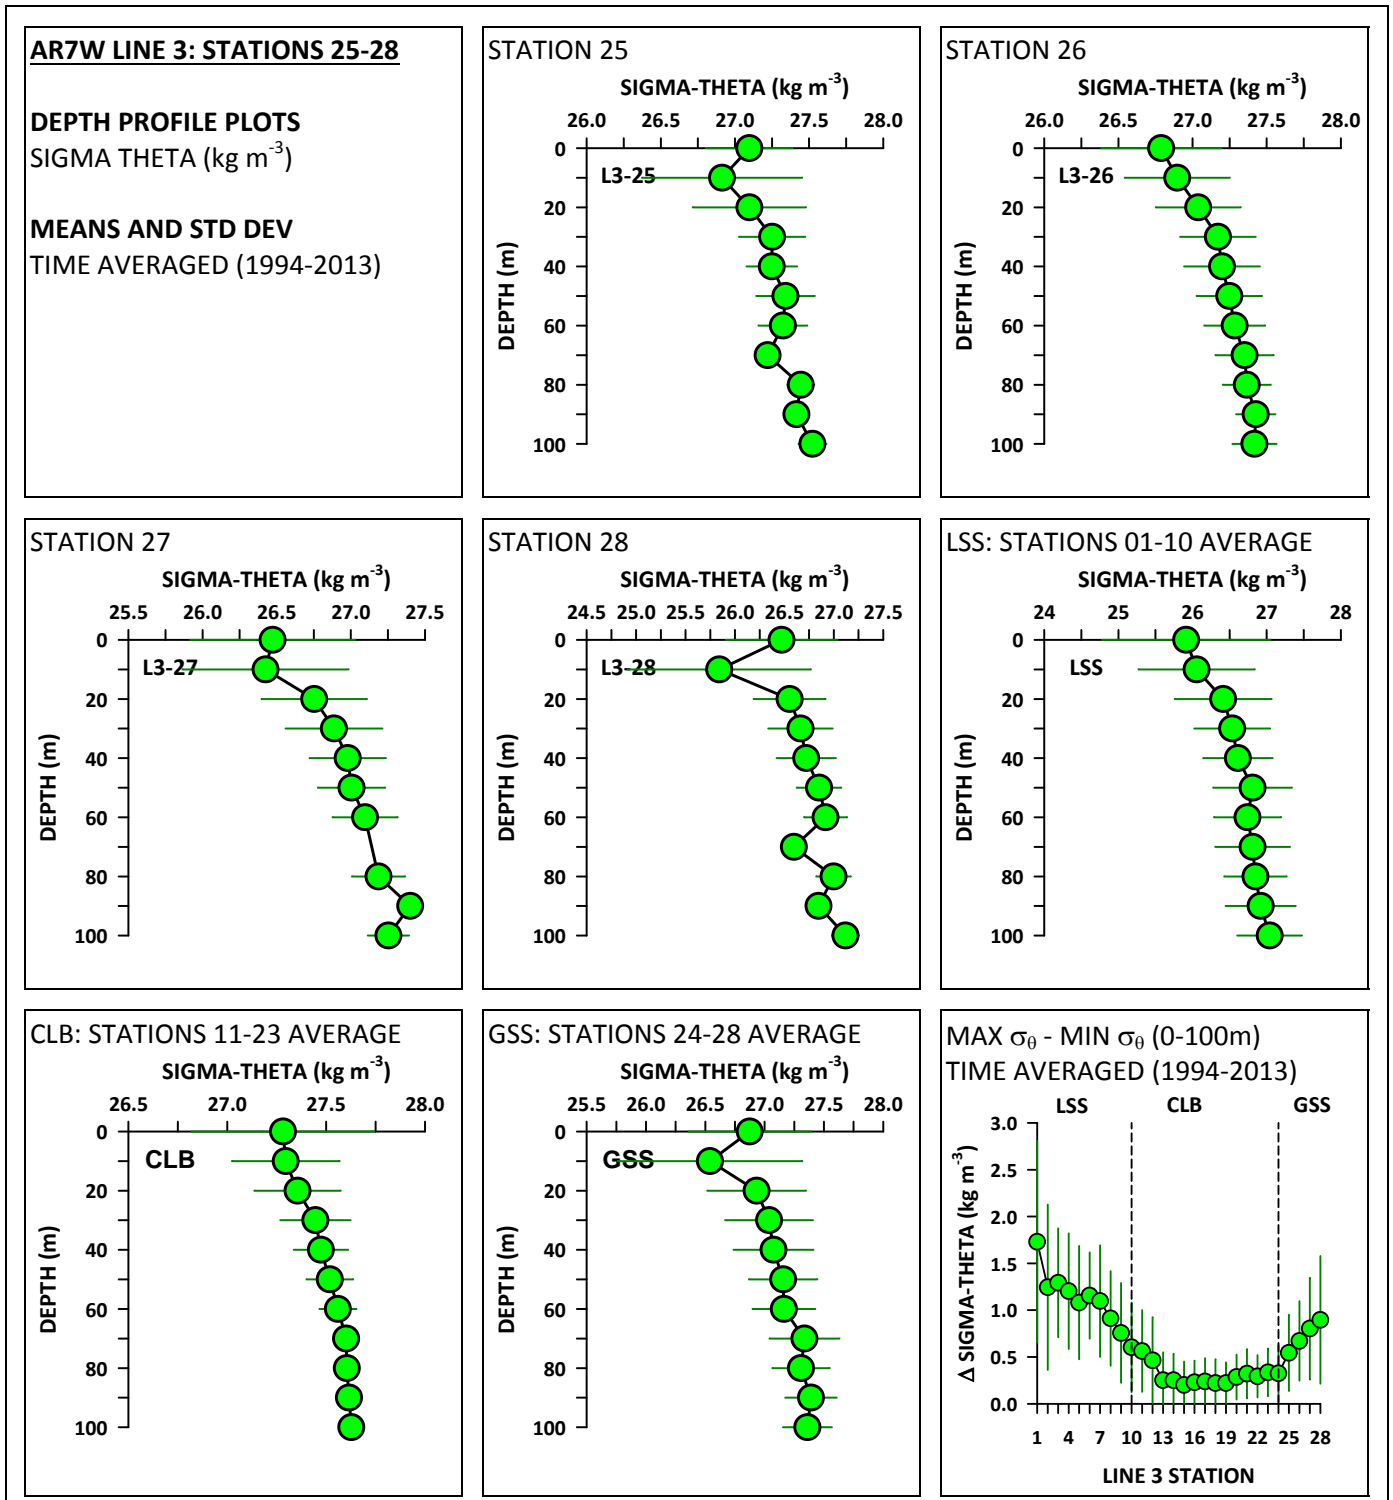 AR7W LINE 3: STATIONS 25-28
DEPTH PROFILE PLOTS
SIGMA THETA (kg m-3)
MEANS AND STD DEV
TIME AVERAGED (1994-2013)
STATION 25
SIGMA-THETA (kg m-3)
26.0 26.5 27.0 27.5 28.0
0
L3-25
20
40
60
80
100
DEPTH (m)
STATION 26
SIGMA-THETA (kg m-3)
26.0 26.5 27.0 27.5 28.0
0
L3-26
20
40
60
80
100
DEPTH (m)
STATION 27
SIGMA-THETA (kg m-3)
25.5 26.0 26.5 27.0 27.5
0
L3-27
20
40
60
80
100
DEPTH (m)
STATION 28
SIGMA-THETA (kg m-3)
24.5 25.0 25.5 26.0 26.5 27.0 27.5
0
L3-28
20
40
60
80
100
DEPTH (m)
LSS: STATIONS 01-10 AVERAGE
SIGMA-THETA (kg m-3)
24 25 26 27 28
0
LSS
20
40
60
80
100
DEPTH (m)
CLB: STATIONS 11-23 AVERAGE
SIGMA-THETA (kg m-3)
26.5 27.0 27.5 28.0
0
CLB
20
40
60
80
100
DEPTH (m)
GSS: STATIONS 24-28 AVERAGE
SIGMA-THETA (kg m-3)
25.5 26.0 26.5 27.0 27.5 28.0
0
GSS
20
40
60
80
100
DEPTH (m)
MAX σθ - MIN σθ (0-100m)
TIME AVERAGED (1994-2013)
LSS CLB GSS
3.0
2.5
2.0
1.5
1.0
0.5
0.0
Δ SIGMA-THETA (kg m-3)
1 4 7 10 13 16 19 22 25 28
LINE 3 STATION